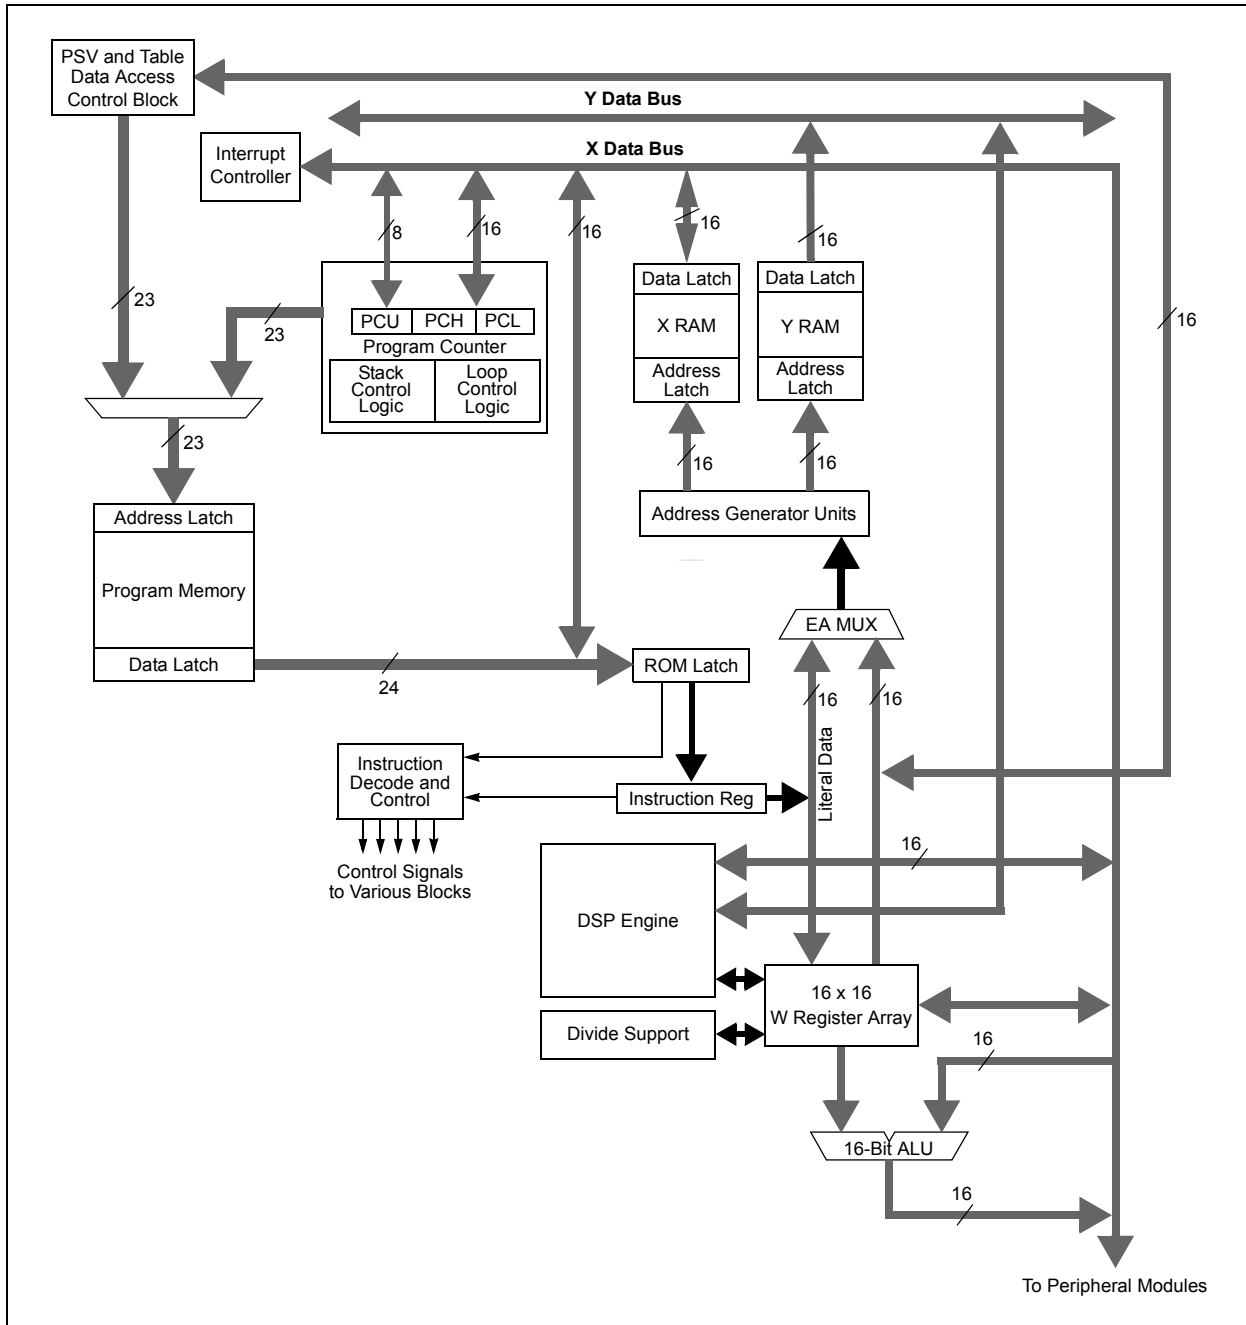 PSV and Table
Data Access
Control Block
Y Data Bus
Interrupt
Controller
X Data Bus
8
16
16
16
16
23
23
16
Data Latch
X RAM
Address
Latch
Data Latch
Y RAM
Address
Latch
PCU
PCH
PCL
Program Counter
Stack
Control
Logic
Loop
Control
Logic
23
16
16
Address Latch
Program Memory
Data Latch
Address Generator Units
EA MUX
24
ROM Latch
16
16
Literal Data
Instruction
Decode and
Control
Instruction Reg
Control Signals
to Various Blocks
16
DSP Engine
16 x 16
W Register Array
Divide Support
16
16-Bit ALU
16
To Peripheral Modules